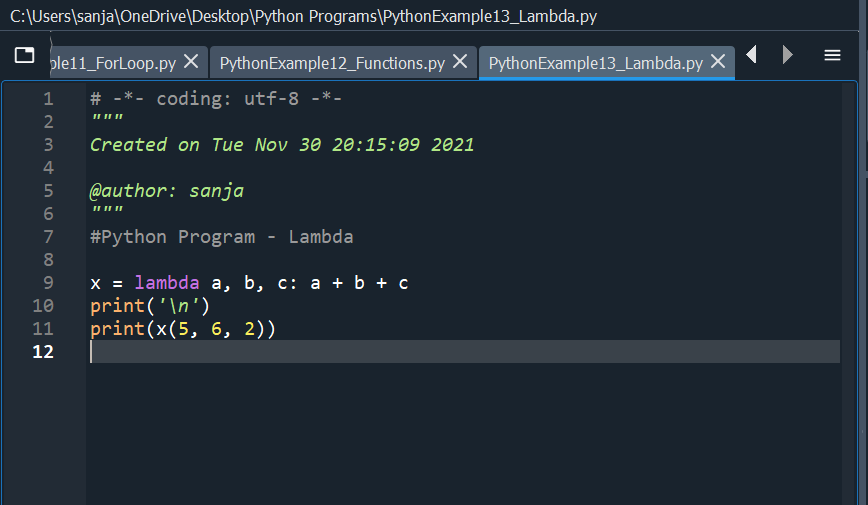 C:\Users\sanja\OneDrive\Desktop\Python Programs\PythonExample13_Lambda.py
ple11_ForLoop.py PythonExample12_Functions.py PythonExample13_Lambda.py
1 # -*- coding: utf-8 -*-
2 """
3 Created on Tue Nov 30 20:15:09 2021
4
5 @author: sanja
6 """
7 #Python Program - Lambda
8
9 x = lambda a, b, c: a + b + c
10 print('\n')
11 print(x(5, 6, 2))
12